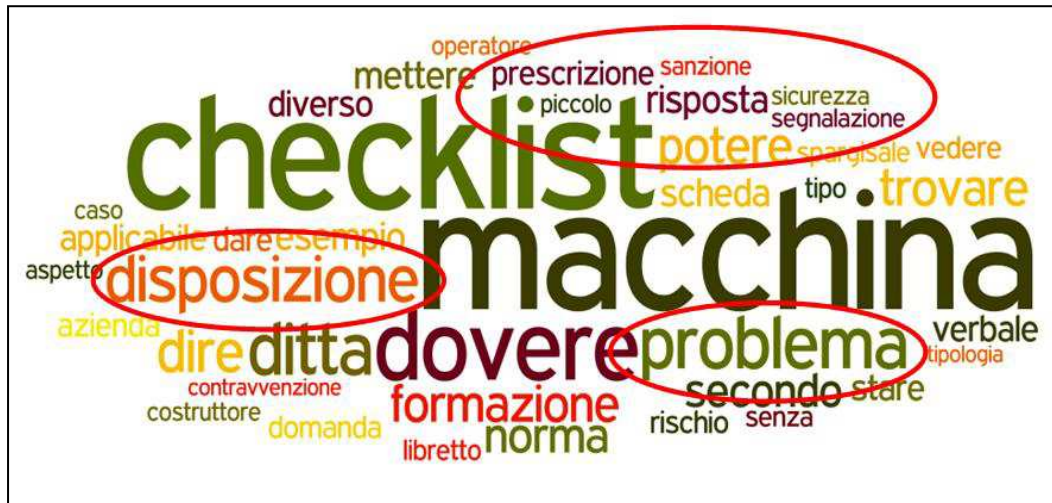 operatore
mettere prescrizione sanzione
diverso piccolo risposta sicurezza
segnalazione
checklist potere spargisale vedere
scheda tipo trovare
caso
applicabile dare esempio
aspetto disposizione macchina
azienda dire ditta dovere problema verbale
tipologia
contravvenzione secondo stare
costruttore formazione
domanda norma rischio senza
libretto